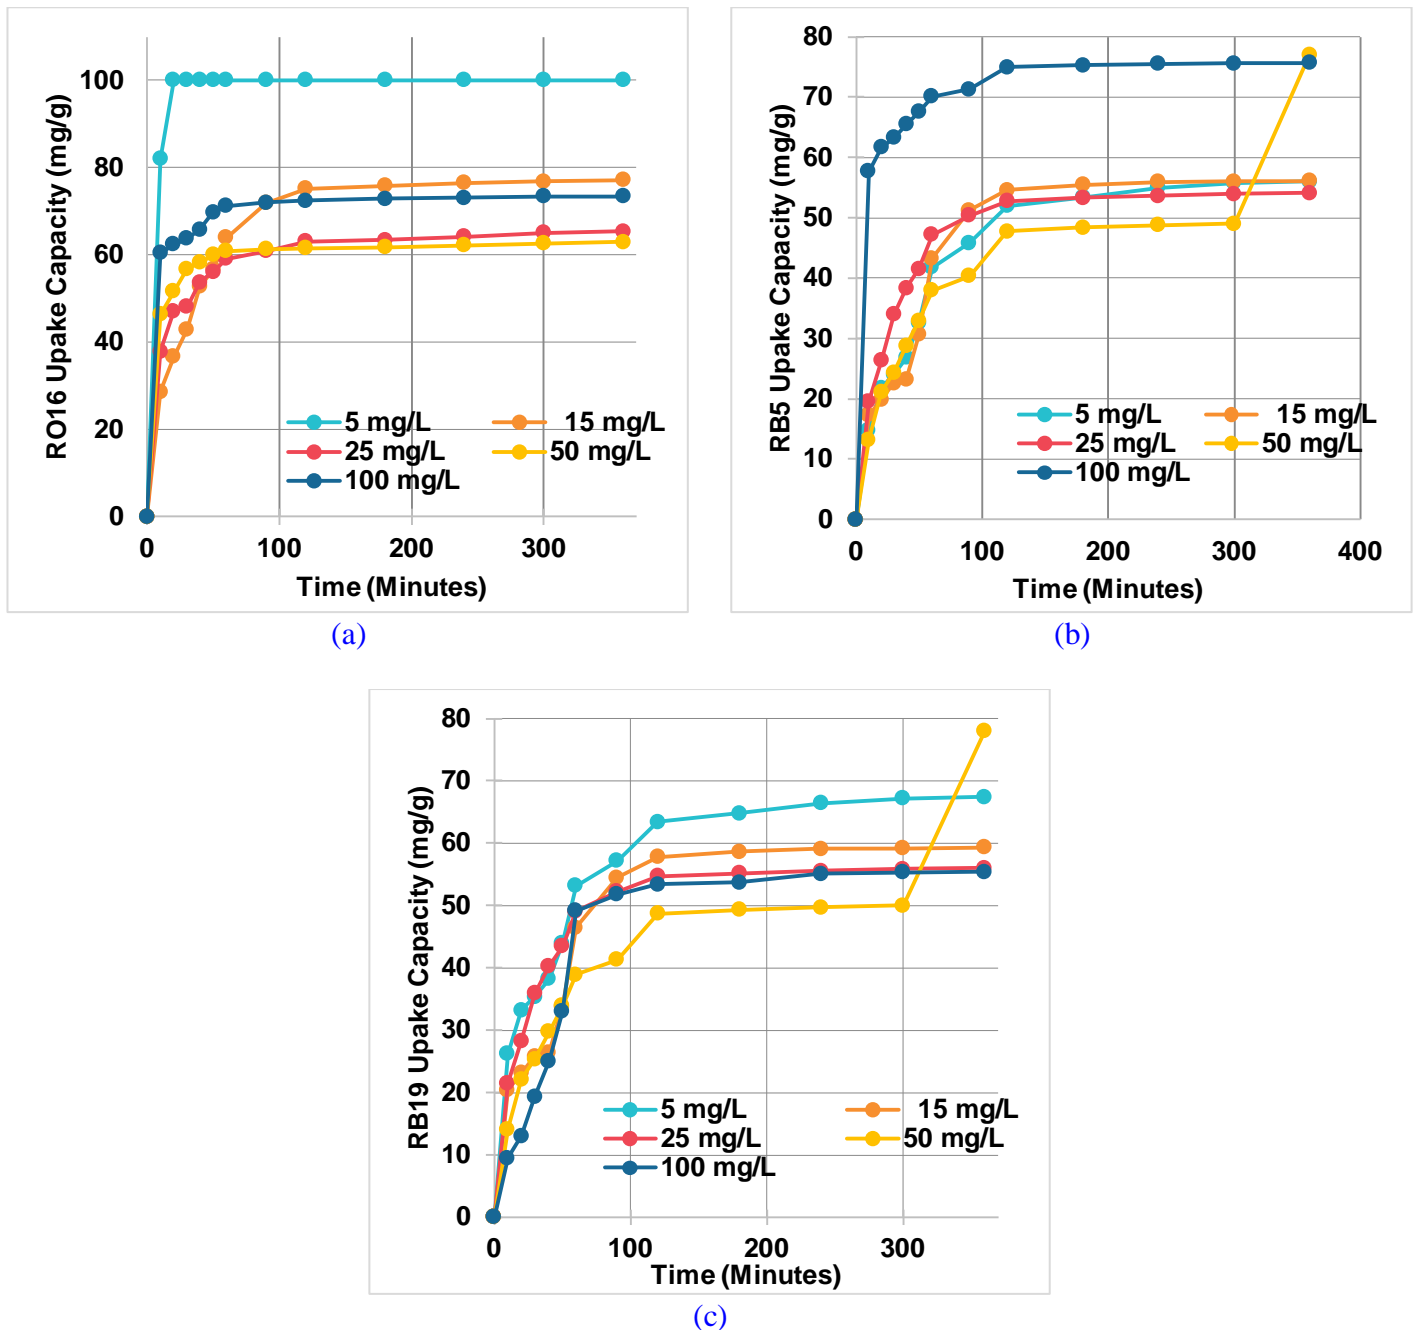 RO16 Upake Capacity (mg/g)
100
80
60
40
20
0
5 mg/L
15 mg/L
25 mg/L
50 mg/L
100 mg/L
0 100 200 300
Time (Minutes)
(a)
RB5 Upake Capacity (mg/g)
80
70
60
50
40
30
20
10
0
5 mg/L
15 mg/L
25 mg/L
50 mg/L
100 mg/L
0 100 200 300 400
Time (Minutes)
(b)
RB19 Upake Capacity (mg/g)
80
70
60
50
40
30
20
10
0
5 mg/L
15 mg/L
25 mg/L
50 mg/L
100 mg/L
0 100 200 300
Time (Minutes)
(c)